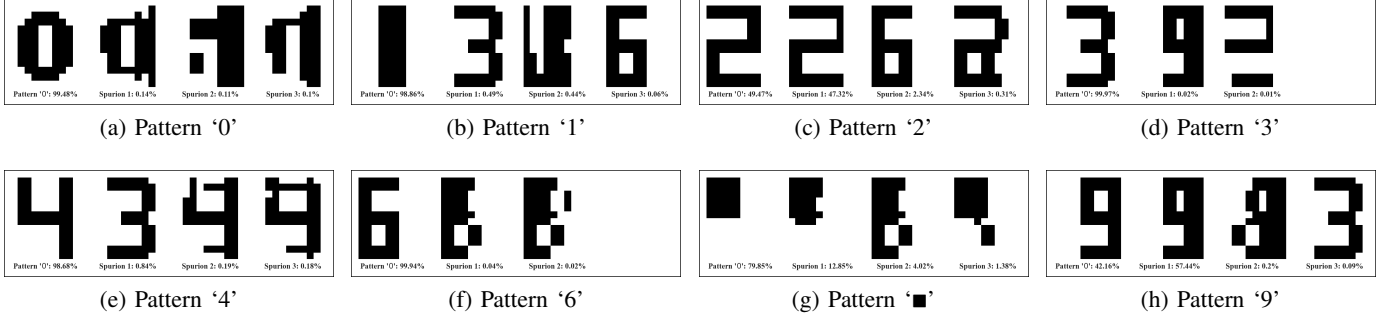 Pattern '0': 99.48% Spurion 1: 0.14% Spurion 2: 0.11% Spurion 3: 0.1%
Pattern '0': 98.86% Spurion 1: 0.49% Spurion 2: 0.44% Spurion 3: 0.06%
Pattern '0': 49.47% Spurion 1: 47.32% Spurion 2: 2.34% Spurion 3: 0.31%
Pattern '0': 99.97% Spurion 1: 0.02% Spurion 2: 0.01%
(a) Pattern ‘0’
(b) Pattern ‘1’
(c) Pattern ‘2’
(d) Pattern ‘3’
Pattern '0': 98.68% Spurion 1: 0.84% Spurion 2: 0.19% Spurion 3: 0.18%
Pattern '0': 99.94% Spurion 1: 0.04% Spurion 2: 0.02%
Pattern '0': 79.85% Spurion 1: 12.85% Spurion 2: 4.02% Spurion 3: 1.38%
Pattern '0': 42.16% Spurion 1: 57.44% Spurion 2: 0.2% Spurion 3: 0.09%
(e) Pattern ‘4’
(f) Pattern ‘6’
(g) Pattern ‘■’
(h) Pattern ‘9’